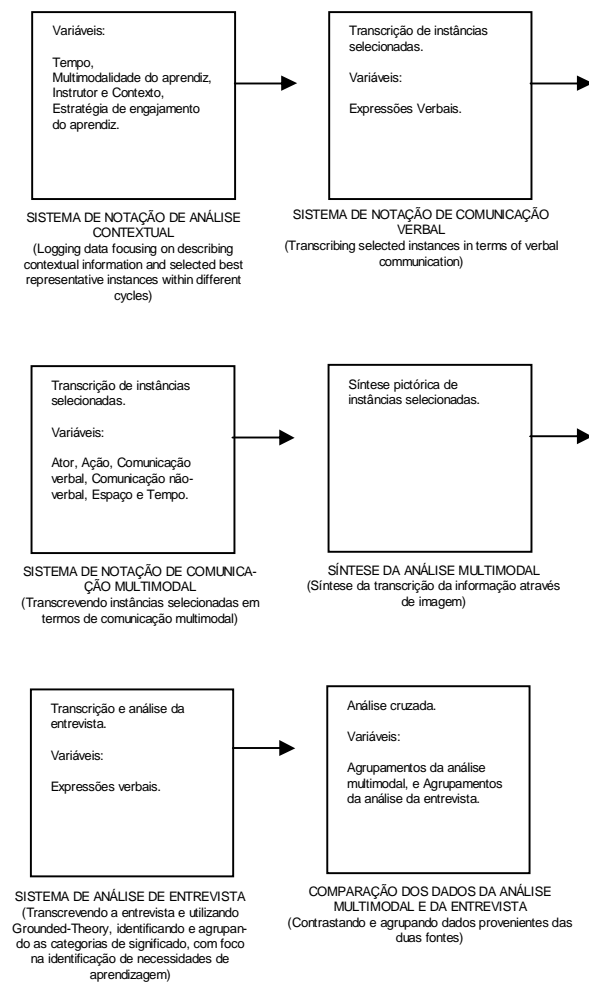 Variáveis:
Tempo,
Multimodalidade do aprendiz,
Instrutor e Contexto,
Estratégia de engajamento
do aprendiz.
SISTEMA DE NOTAÇÃO DE ANÁLISE
CONTEXTUAL
(Logging data focusing on describing
contextual information and selected best
representative instances within different
cycles)
Transcrição de instâncias
selecionadas.
Variáveis:
Expressões Verbais.
SISTEMA DE NOTAÇÃO DE COMUNICAÇÃO
VERBAL
(Transcribing selected instances in terms of verbal
communication)
Transcrição de instâncias
selecionadas.
Variáveis:
Ator, Ação, Comunicação
verbal, Comunicação não-
verbal, Espaço e Tempo.
SISTEMA DE NOTAÇÃO DE COMUNICA-
ÇÃO MULTIMODAL
(Transcrevendo instâncias selecionadas em
termos de comunicação multimodal)
Síntese pictórica de
instâncias selecionadas.
SÍNTESE DA ANÁLISE MULTIMODAL
(Síntese da transcrição da informação através
de imagem)
Transcrição e análise da
entrevista.
Variáveis:
Expressões verbais.
SISTEMA DE ANÁLISE DE ENTREVISTA
(Transcrevendo a entrevista e utilizando
Grounded-Theory, identificando e agrupan-
do as categorias de significado, com foco
na identificação de necessidades de
aprendizagem)
Análise cruzada.
Variáveis:
Agrupamentos da análise
multimodal, e Agrupamentos
da análise da entrevista.
COMPARAÇÃO DOS DADOS DA ANÁLISE
MULTIMODAL E DA ENTREVISTA
(Contrastando e agrupando dados provenientes das
duas fontes)